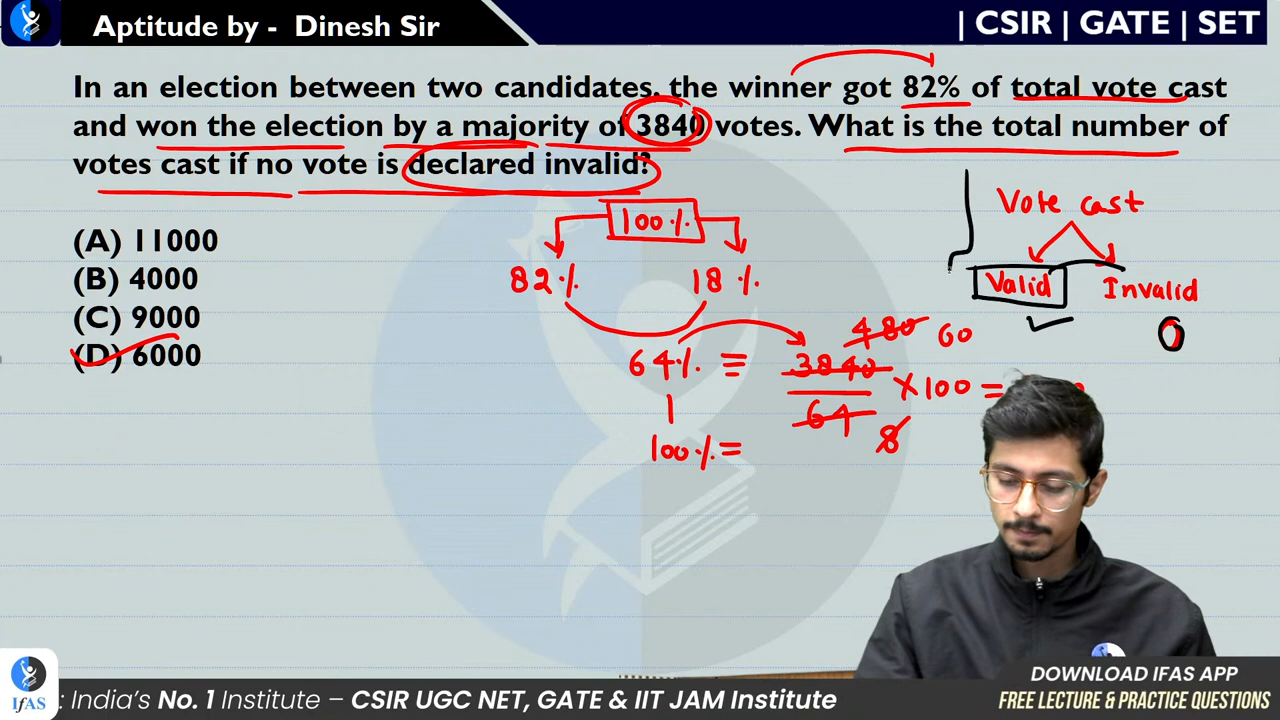 Aptitude by - Dinesh Sir
| CSIR | GATE | SET
In an election between two candidates, the winner got 82% of total vote cast
and won the election by a majority of 3840 votes. What is the total number of
votes cast if no vote is declared invalid?
(A) 11000
(B) 4000
(C) 9000
(D) 6000
100%
82% 18%
64% = 3840
64
480 60
8
×100 =
100% =
Vote cast
Valid Invalid
0
IfAS
: India's No. 1 Institute – CSIR UGC NET, GATE & IIT JAM Institute
DOWNLOAD IFAS APP
FREE LECTURE & PRACTICE QUESTIONS